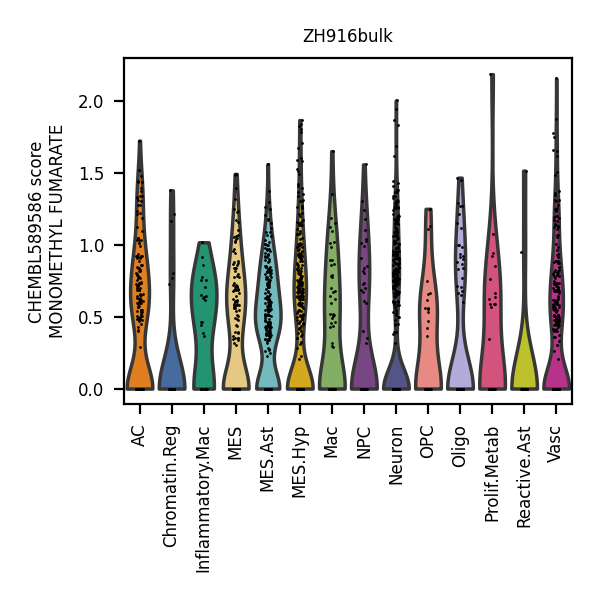 ZH916bulk
CHEMBL589586 score
MONOMETHYL FUMARATE
2.0
1.5
1.0
0.5
0.0
AC
Chromatin.Reg
Inflammatory.Mac
MES
MES.Ast
MES.Hyp
Mac
NPC
Neuron
OPC
Oligo
Prolif.Metab
Reactive.Ast
Vasc